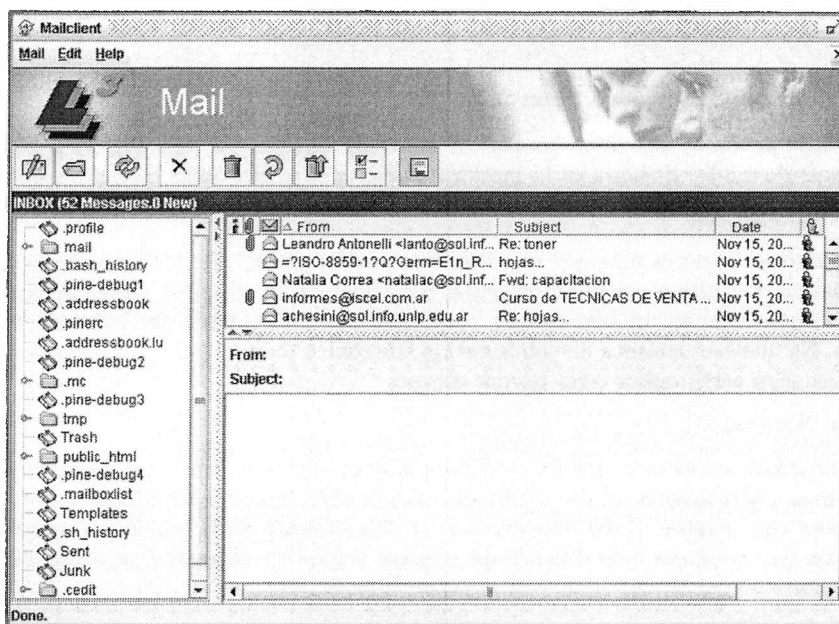 Mailclient
Mail Edit Help
Mail
INBOX (52 Messages,0 New)
.profile
mail
.bash_history
.pine-debug1
.addressbook
.pinerc
.addressbook.lu
.pine-debug2
.mc
.pine-debug3
tmp
Trash
public_html
.pine-debug4
.mailboxlist
Templates
.sh_history
Sent
Junk
.cedit
From Subject Date
Leandro Antonelli <lanto@sol.inf... Re: toner Nov 15, 20...
=?ISO-8859-1?Q?Germ=E1n_R... hojas... Nov 15, 20...
Natalia Correa <nataliac@sol.inf... Fwd: capacitacion Nov 15, 20...
informes@iscel.com.ar Curso de TECNICAS DE VENTA ... Nov 15, 20...
achesini@sol.info.unlp.edu.ar Re: hojas... Nov 15, 20...
From:
Subject:
Done.